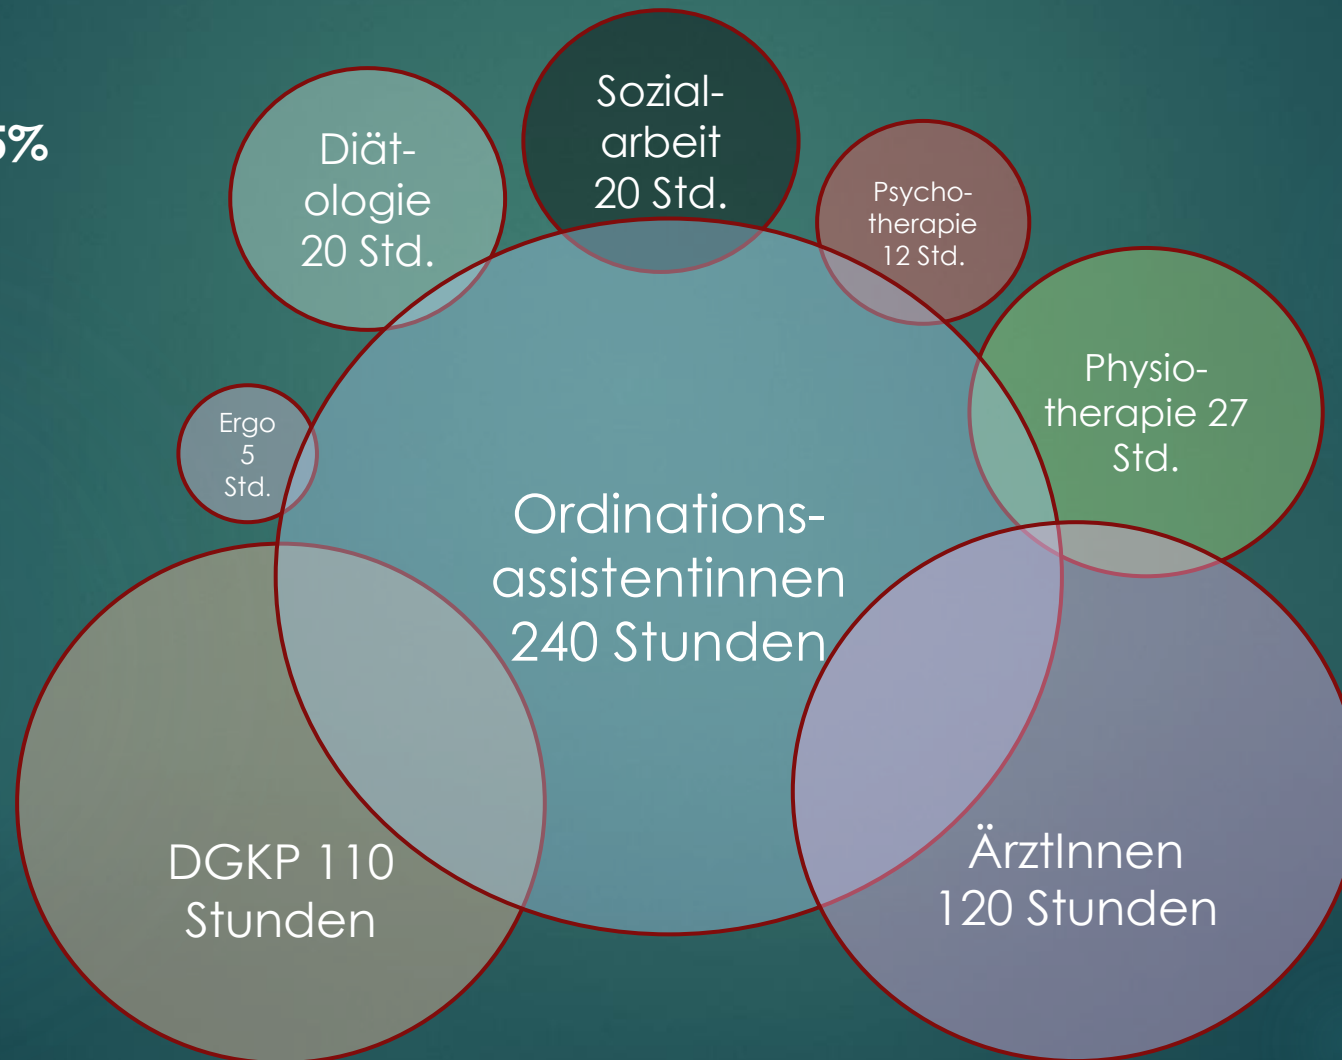 Sozial-
arbeit
20 Std.
Diät-
ologie
20 Std.
Psycho-
therapie
12 Std.
Physio-
therapie 27
Std.
Ergo
5
Std.
Ordinations-
assistentinnen
240 Stunden
DGKP 110
Stunden
ÄrztInnen
120 Stunden